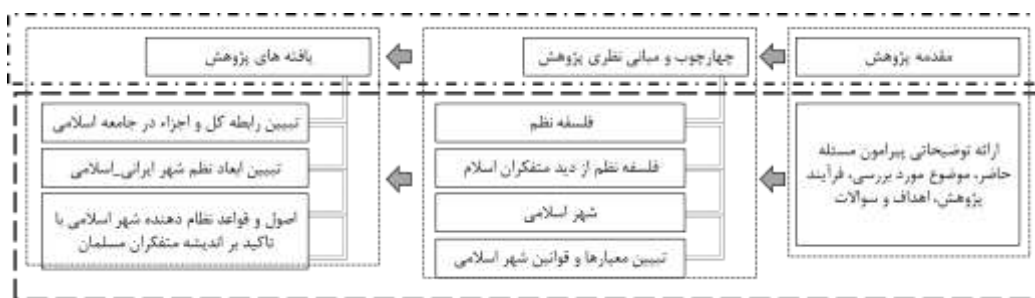 مقدمه پژوهش
ارائه توضیحاتی پیرامون مسئله
حاضر، موضوع مورد بررسی، فرآیند
پژوهش، اهداف و سوالات
چهارچوب و مبانی نظری پژوهش
فلسفه نظم
فلسفه نظم از دید متفکران اسلام
شهر اسلامی
تبیین معیارها و قوانین شهر اسلامی
یافته های پژوهش
تبیین رابطه کل و اجزاء در جامعه اسلامی
تبیین ابعاد نظم شهر ایرانی_اسلامی
اصول و قواعد نظام دهنده شهر اسلامی با
تاکید بر اندیشه متفکران مسلمان